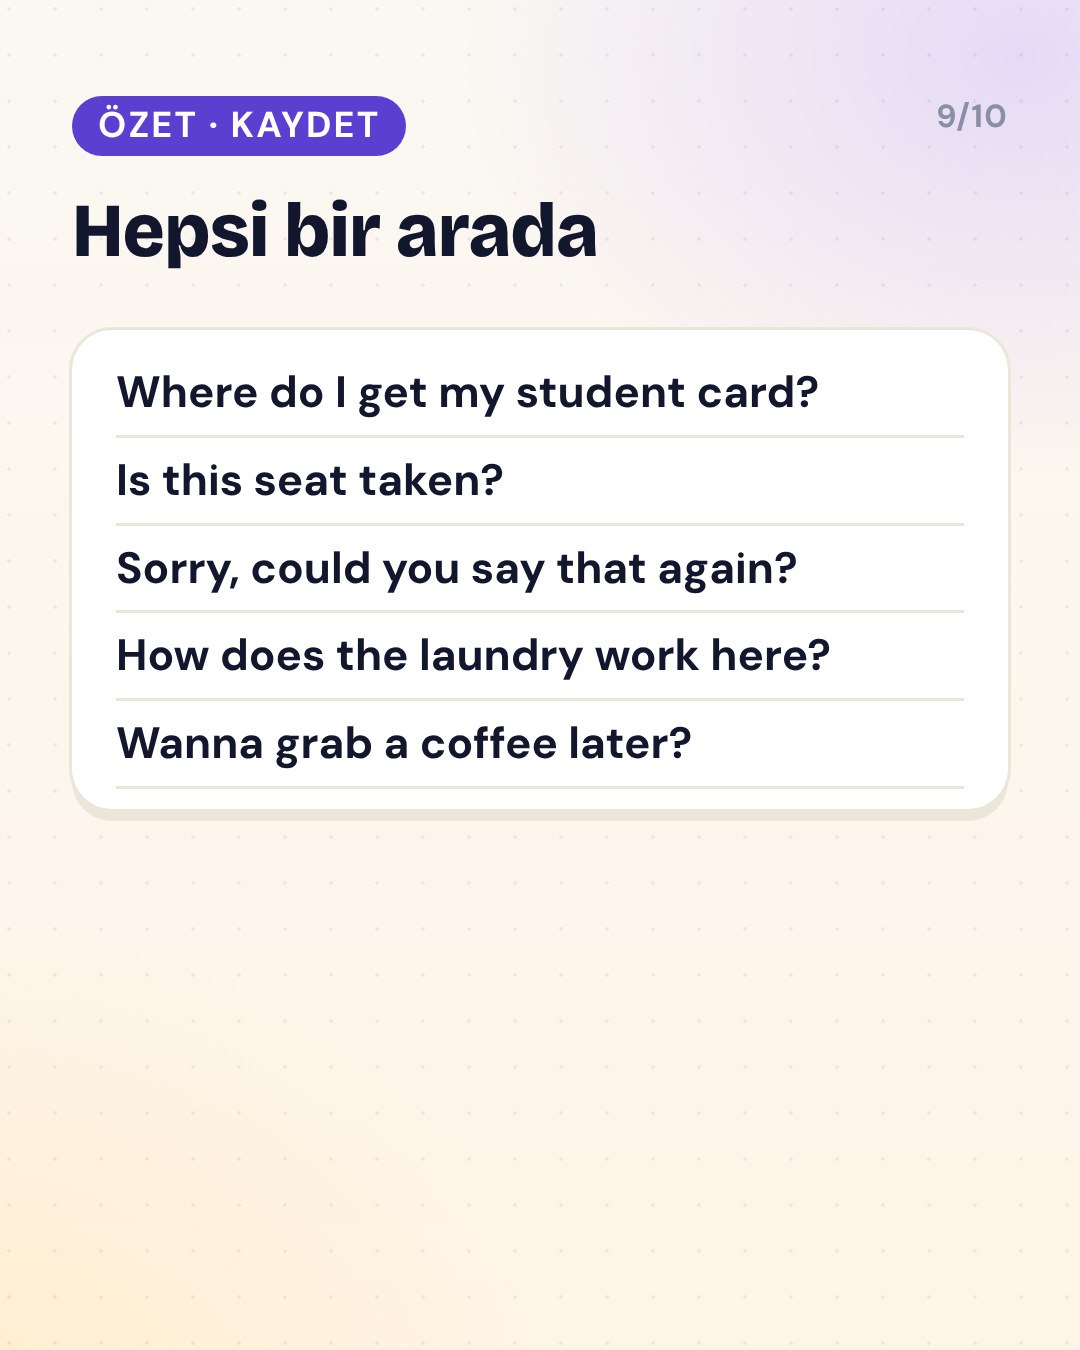 ÖZET · KAYDET
9/10
Hepsi bir arada
Where do I get my student card?
Is this seat taken?
Sorry, could you say that again?
How does the laundry work here?
Wanna grab a coffee later?